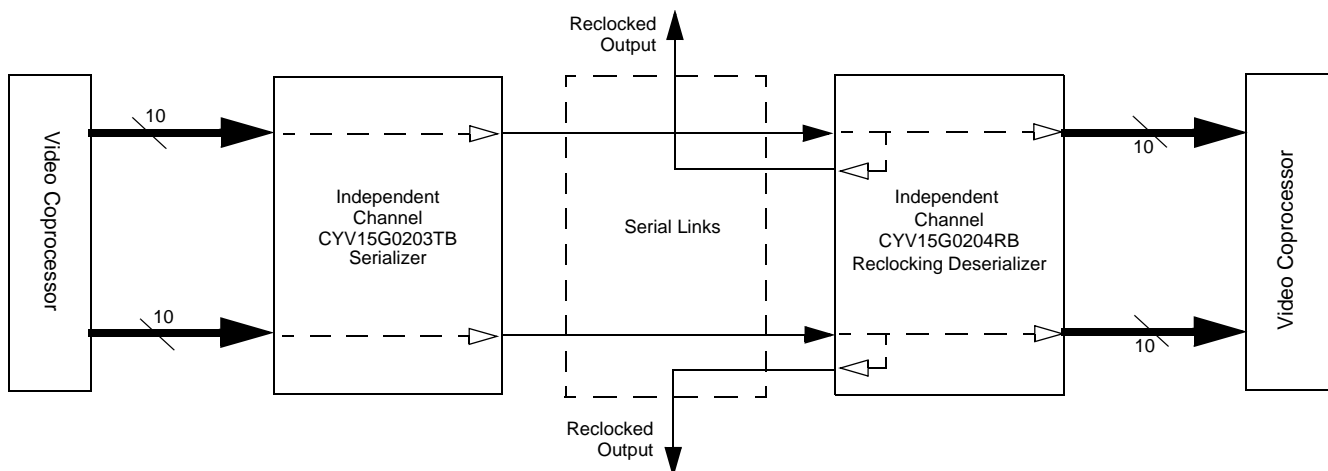 Reclocked
Output
Video Coprocessor
10
10
Independent
Channel
CYV15G0203TB
Serializer
Serial Links
Independent
Channel
CYV15G0204RB
Reclocking Deserializer
10
10
Video Coprocessor
Reclocked
Output